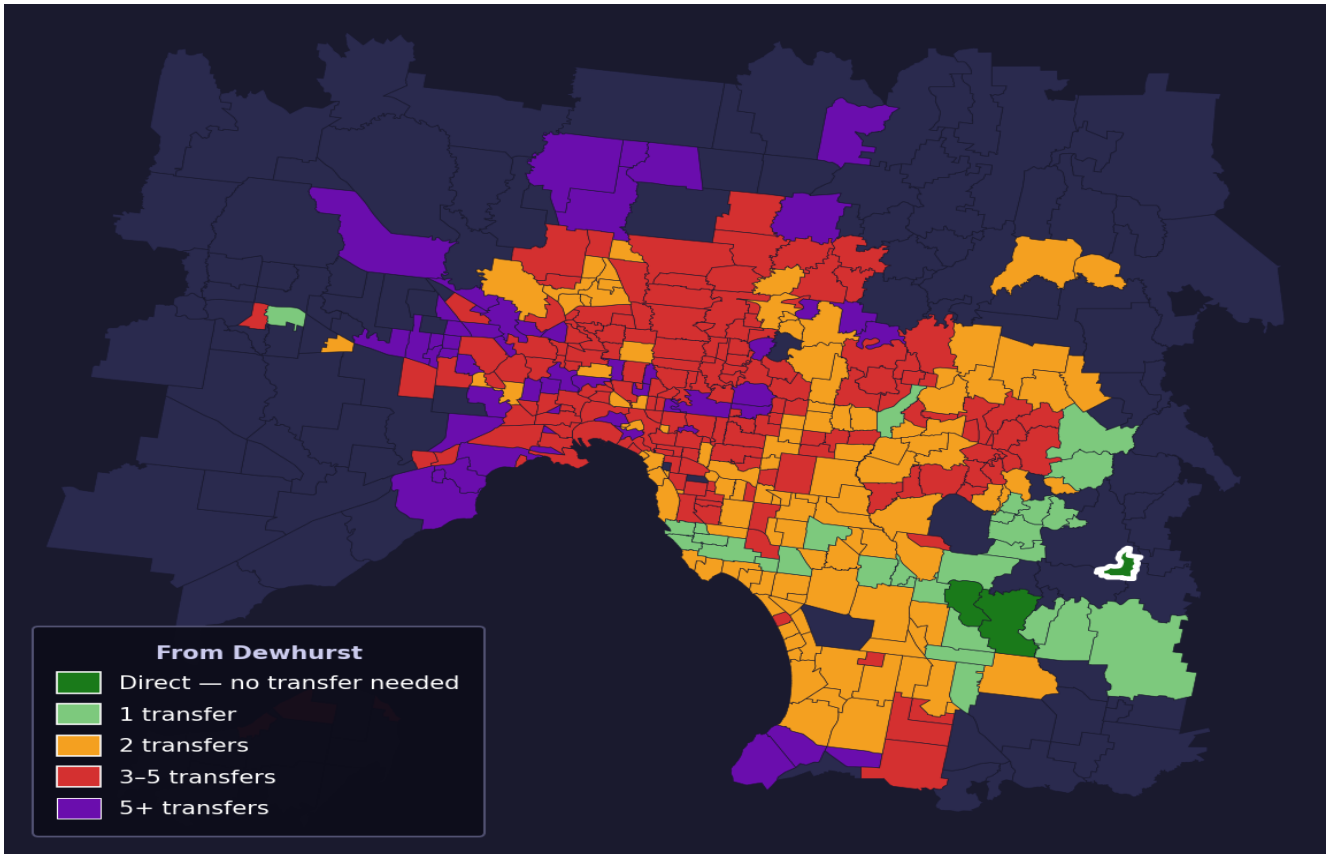 From Dewhurst
Direct — no transfer needed
1 transfer
2 transfers
3–5 transfers
5+ transfers